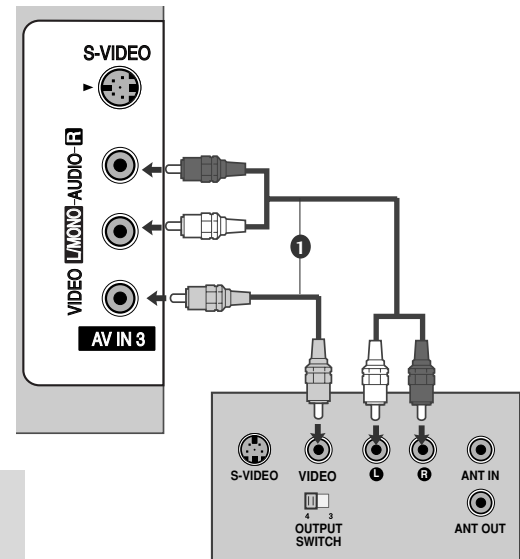 S-VIDEO
VIDEO L/MONO-AUDIO-R
AV IN 3
1
S-VIDEO VIDEO L R ANT IN
4 3
OUTPUT SWITCH
ANT OUT